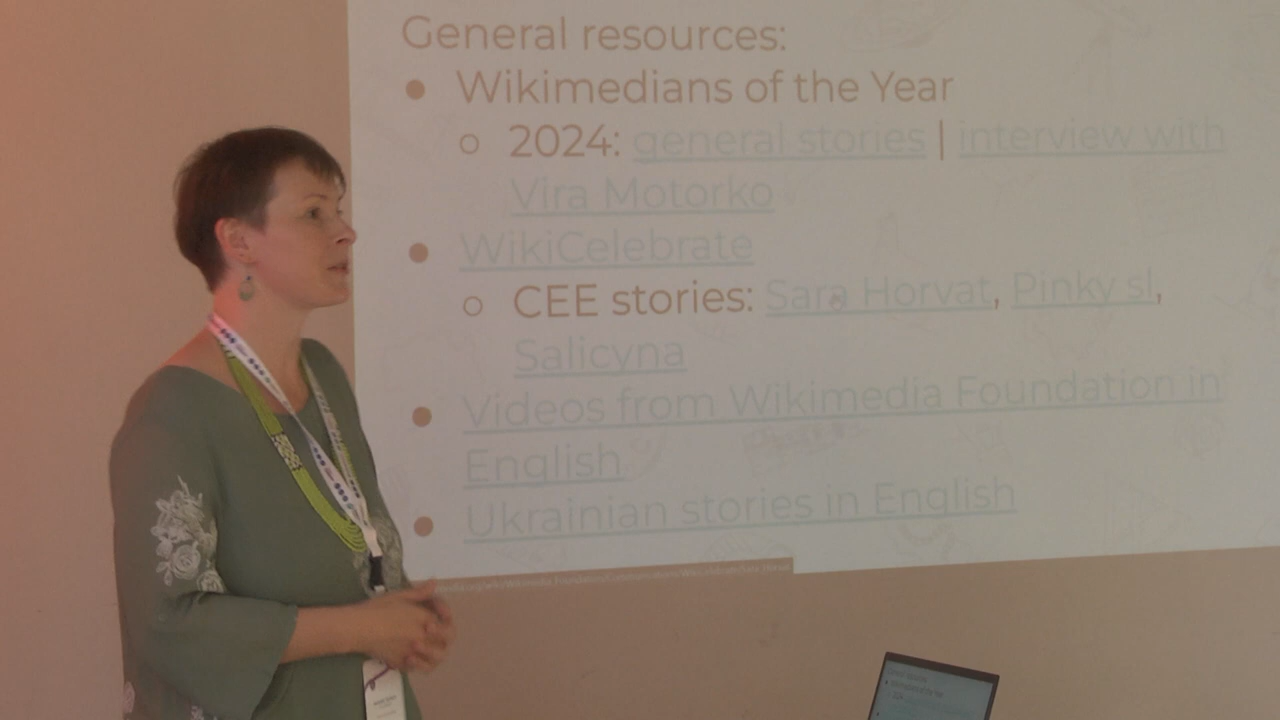 General resources:
● Wikimedians of the Year
○ 2024: general stories | interview with
Vira Motorko
● WikiCelebrate
○ CEE stories: Sara Horvat, Pinky sl,
Salicyna
● Videos from Wikimedia Foundation in
English
● Ukrainian stories in English